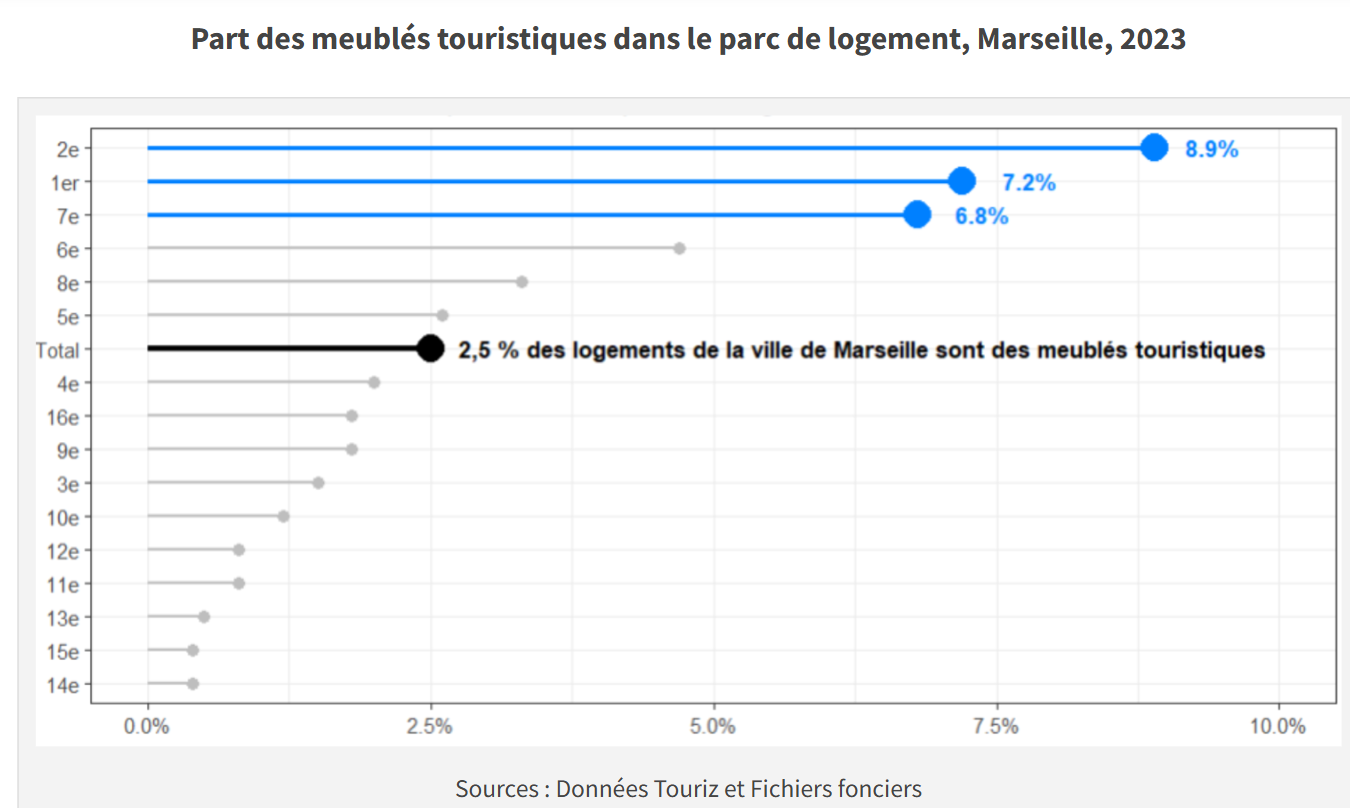 Part des meublés touristiques dans le parc de logement, Marseille, 2023
2e
8.9%
1er
7.2%
7e
6.8%
6e
8e
5e
Total
2,5 % des logements de la ville de Marseille sont des meublés touristiques
4e
16e
9e
3e
10e
12e
11e
13e
15e
14e
0.0%
2.5%
5.0%
7.5%
10.0%
Sources : Données Touriz et Fichiers fonciers